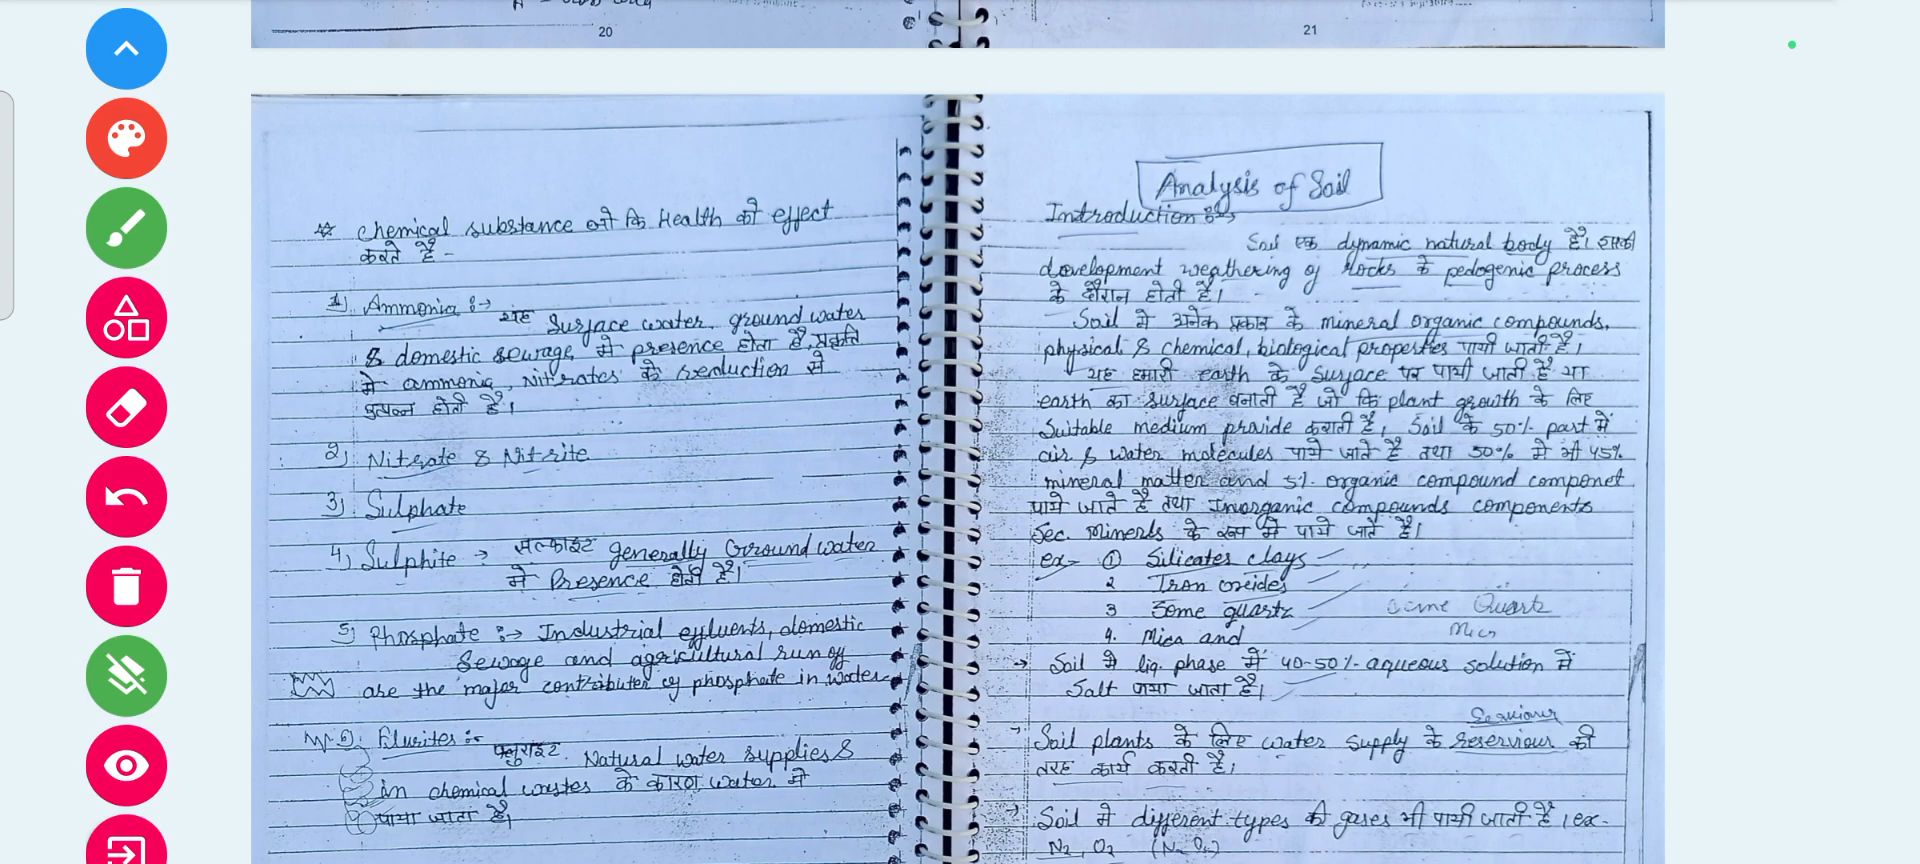 20
21
☆ Chemical substance जो कि Health को effect
करते है -
1) Ammonia :→ यह Surface water, ground water
& domestic sewage में presence होता है, प्रकृति
में ammonia, Nitrates के reduction से
उत्पन्न होती है।
2) Nitrate & Nitrite
3) Sulphate
4) Sulphite → सल्फाइट generally Ground water
में Presence होती है।
5) Phosphate :→ Industrial effluents, domestic
Sewage and agricultural run off
are the major contributer of phosphate in water
6) Flurites :- फ्लुराइट Natural water supplies &
in chemical wastes के कारण water में
पाया जाता है।
Analysis of Soil
Introduction :→
Soil एक dynamic natural body है। इसकी
development weathering of rocks के pedogenic process
के दौरान होती है।
Soil में अनेक प्रकार के mineral organic compounds,
physical & chemical, biological properties पायी जाती है।
यह हमारी earth के surface पर पायी जाती है या
earth का surface बनाती है जो कि plant growth के लिए
Suitable medium provide कराती है, Soil के 50% part में
air & water molecules पाये जाते है तथा 50% में भी 45%
mineral matter and 5% organic compound componet
पाये जाते है तथा Inorganic compounds components
Sec. Minerls के रूप में पाये जाते है।
ex- ① Silicates clays
2 Iron oxeides
3 Some quartz Quartz
4. Mica and Mica
→ Soil में liq. phase में 40-50% aqueous solution में
Salt पाया जाता है।
→ Soil plants के लिए water supply के reserviour की
तरह कार्य करती है।
→ Soil में different types की gases भी पायी जाती है। ex-
N₂, O₂ (N₂ O₂)